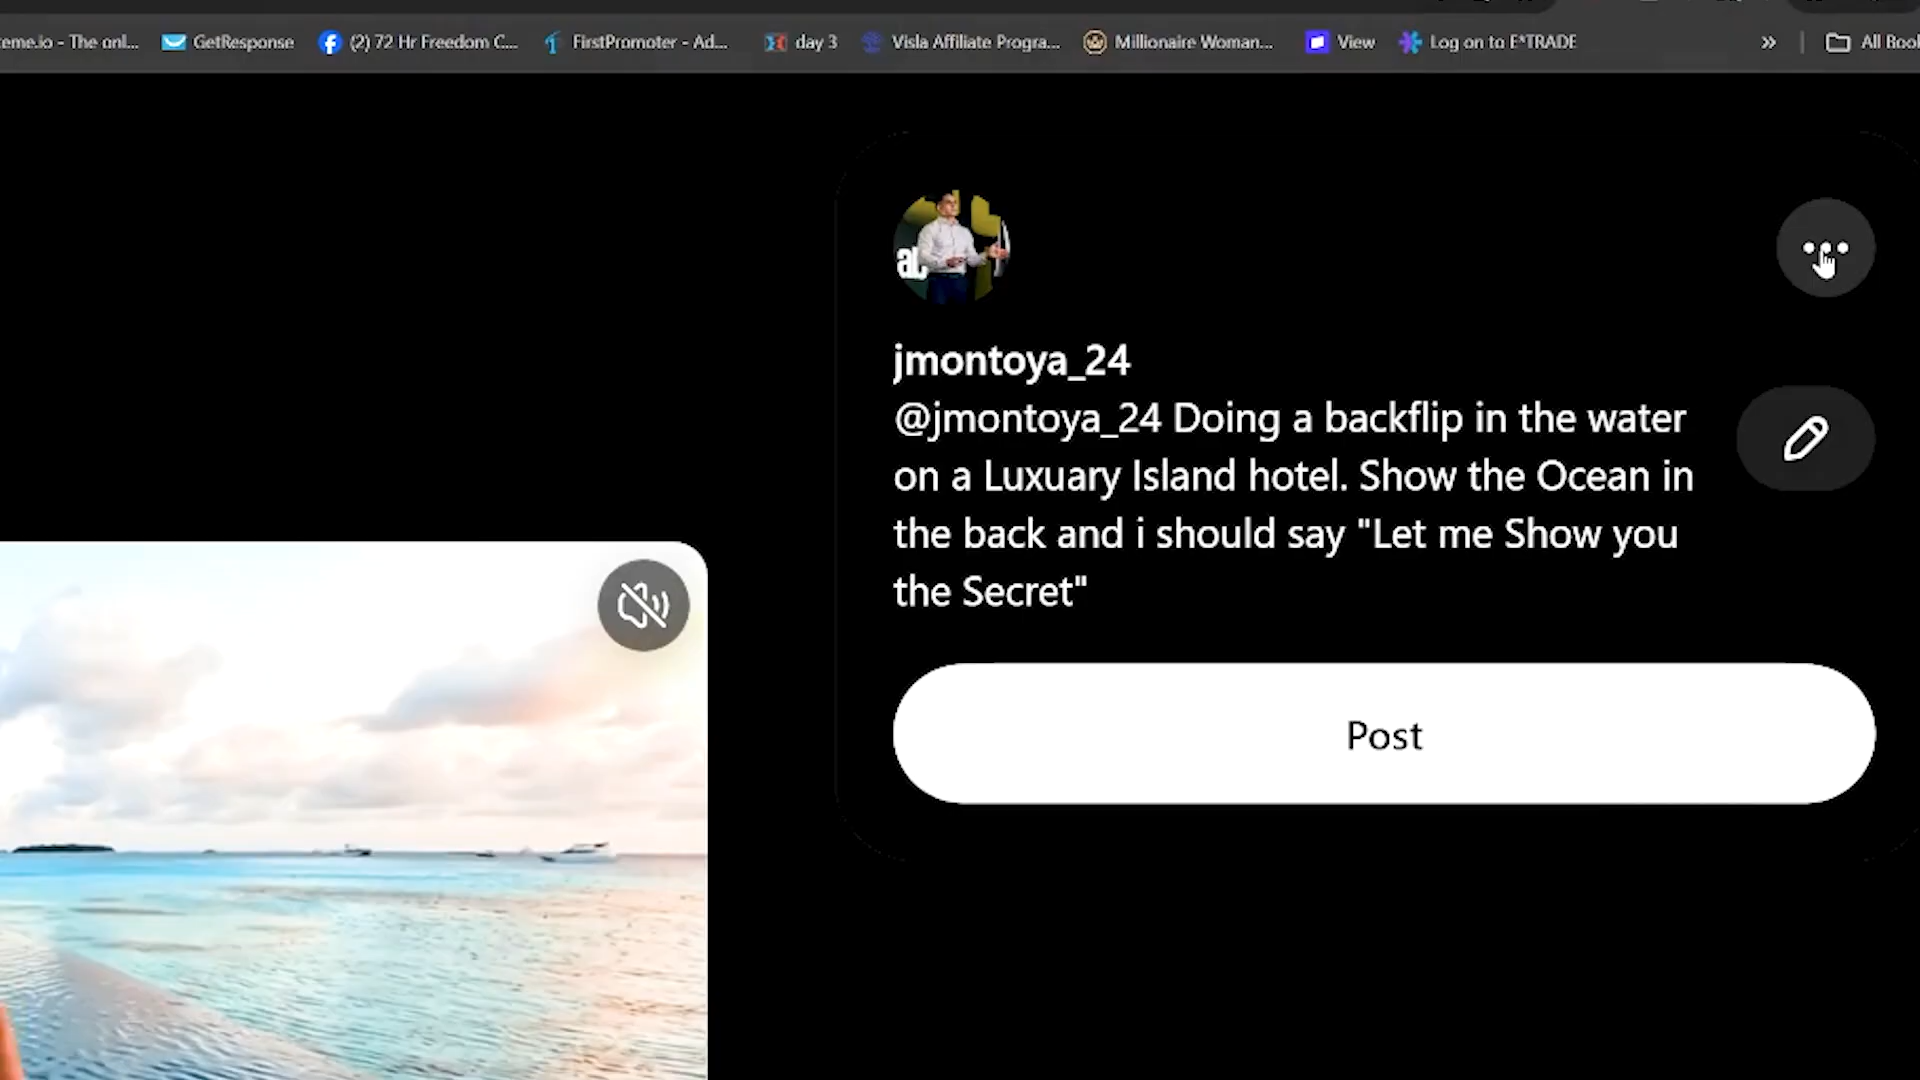 eme.io - The onl... GetResponse (2) 72 Hr Freedom C... FirstPromoter - Ad... day 3 Visla Affiliate Progra... Millionaire Woman... View Log on to E*TRADE » All Bool
jmontoya_24
@jmontoya_24 Doing a backflip in the water
on a Luxuary Island hotel. Show the Ocean in
the back and i should say "Let me Show you
the Secret"
Post